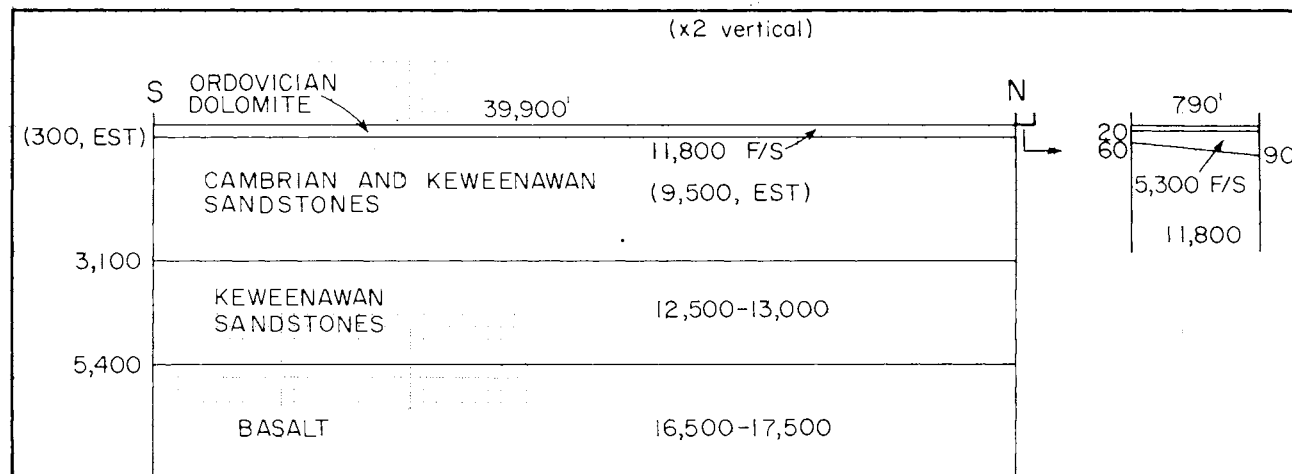 (x2 vertical)
S
ORDOVICIAN
DOLOMITE
39,900'
N
790'
(300, EST)
11,800 F/S
20
60
90
5,300 F/S
CAMBRIAN AND KEWEENAWAN
SANDSTONES
(9,500, EST)
11,800
3,100
KEWEENAWAN
SANDSTONES
12,500-13,000
5,400
BASALT
16,500-17,500